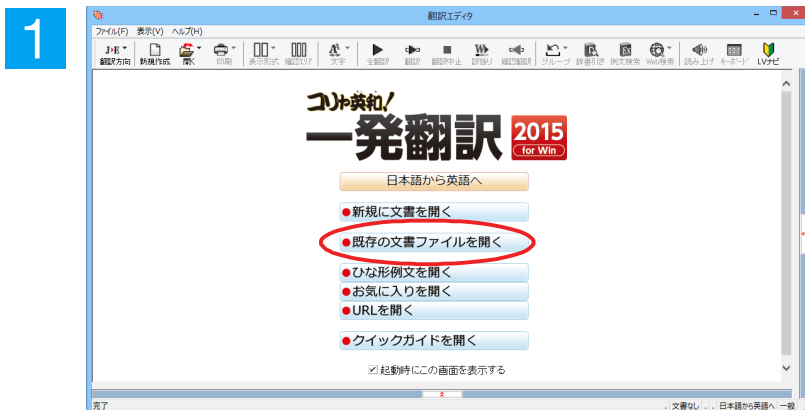 1
翻訳エディタ
ファイル(F) 表示(V) ヘルプ(H)
J▸E
翻訳方向 新規作成 開く 印刷 表示形式 確認エリア 文字 全翻訳 翻訳 翻訳中止 訳振り 確認翻訳 グループ 辞書引き 例文検索 Web検索 読み上げ キーボード LVナビ
コリャ英和!
一発翻訳 2015
for Win
日本語から英語へ
●新規に文書を開く
●既存の文書ファイルを開く
●ひな形例文を開く
●お気に入りを開く
●URLを開く
●クイックガイドを開く
起動時にこの画面を表示する
完了 文書なし 日本語から英語へ 一般